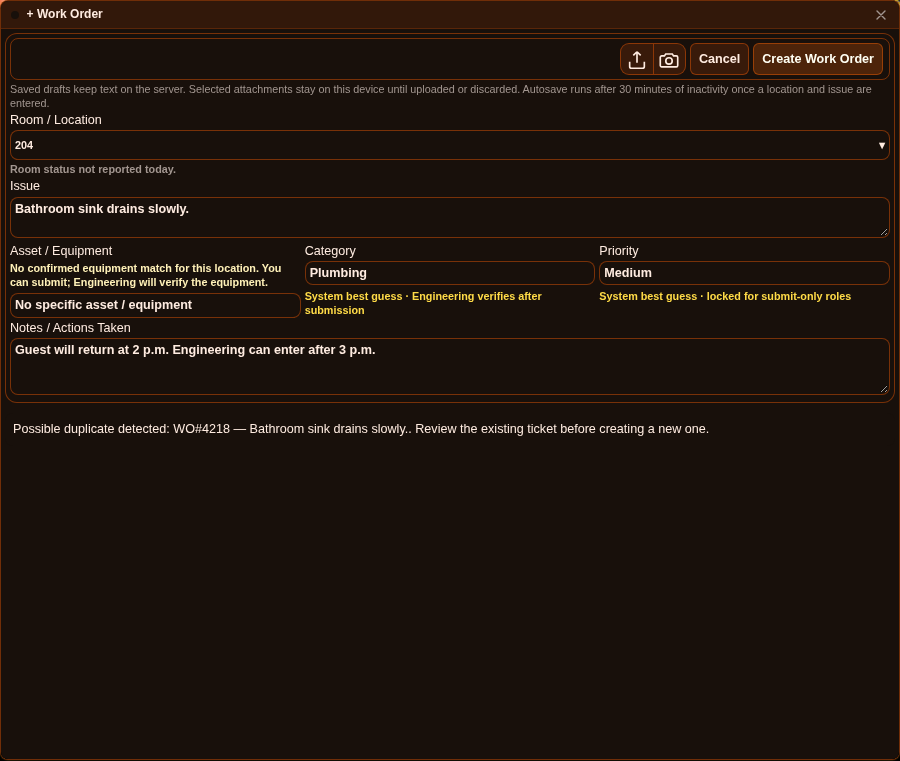 + Work Order
Cancel
Create Work Order
Saved drafts keep text on the server. Selected attachments stay on this device until uploaded or discarded. Autosave runs after 30 minutes of inactivity once a location and issue are
entered.
Room / Location
204
Room status not reported today.
Issue
Bathroom sink drains slowly.
Asset / Equipment
No confirmed equipment match for this location. You
can submit; Engineering will verify the equipment.
No specific asset / equipment
Category
Plumbing
System best guess · Engineering verifies after
submission
Priority
Medium
System best guess · locked for submit-only roles
Notes / Actions Taken
Guest will return at 2 p.m. Engineering can enter after 3 p.m.
Possible duplicate detected: WO#4218 — Bathroom sink drains slowly.. Review the existing ticket before creating a new one.